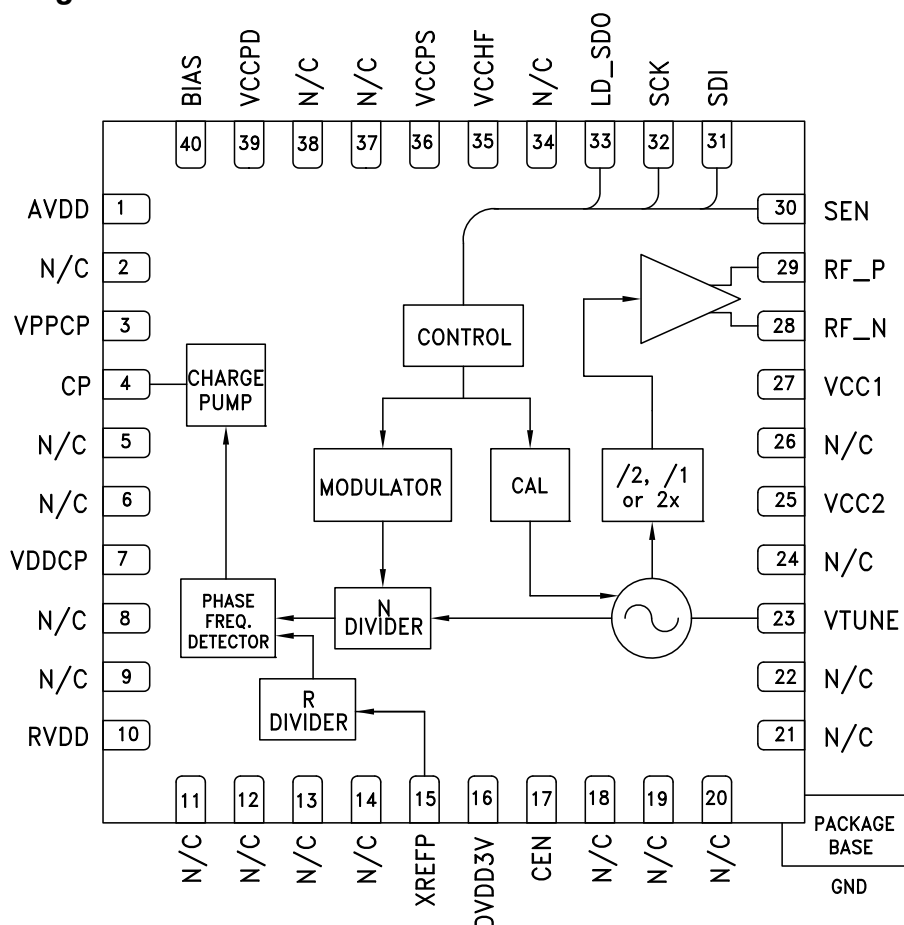 BIAS
VCCPD
N/C
N/C
VCCPS
VCCHF
N/C
LD_SDO
SCK
SDI
40
39
38
37
36
35
34
33
32
31
AVDD 1
30 SEN
N/C 2
29 RF_P
VPPCP 3
28 RF_N
CONTROL
CP 4
CHARGE
PUMP
27 VCC1
N/C 5
26 N/C
MODULATOR
CAL
/2, /1
or 2x
N/C 6
25 VCC2
VDDCP 7
24 N/C
PHASE
FREQ.
DETECTOR
N
DIVIDER
N/C 8
23 VTUNE
N/C 9
22 N/C
R
DIVIDER
RVDD 10
21 N/C
11
12
13
14
15
16
17
18
19
20
N/C
N/C
N/C
N/C
XREFP
DVDD3V
CEN
N/C
N/C
N/C
PACKAGE
BASE
GND